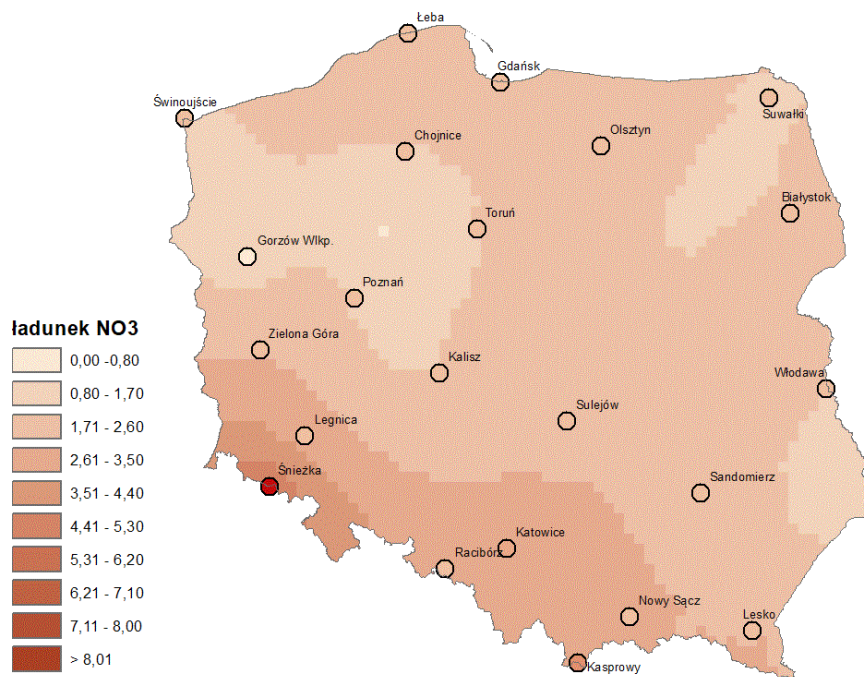 Łeba
Gdańsk
Świnoujście
Suwałki
Chojnice
Olsztyn
Białystok
Toruń
Gorzów Wlkp.
Poznań
ładunek NO3
Zielona Góra
0,00 -0,80
Kalisz
Włodawa
0,80 - 1,70
Sulejów
1,71 - 2,60
Legnica
2,61 - 3,50
Śnieżka
Sandomierz
3,51 - 4,40
4,41 - 5,30
Katowice
Racibórz
5,31 - 6,20
6,21 - 7,10
Nowy Sącz
Lesko
7,11 - 8,00
> 8,01
Kasprowy